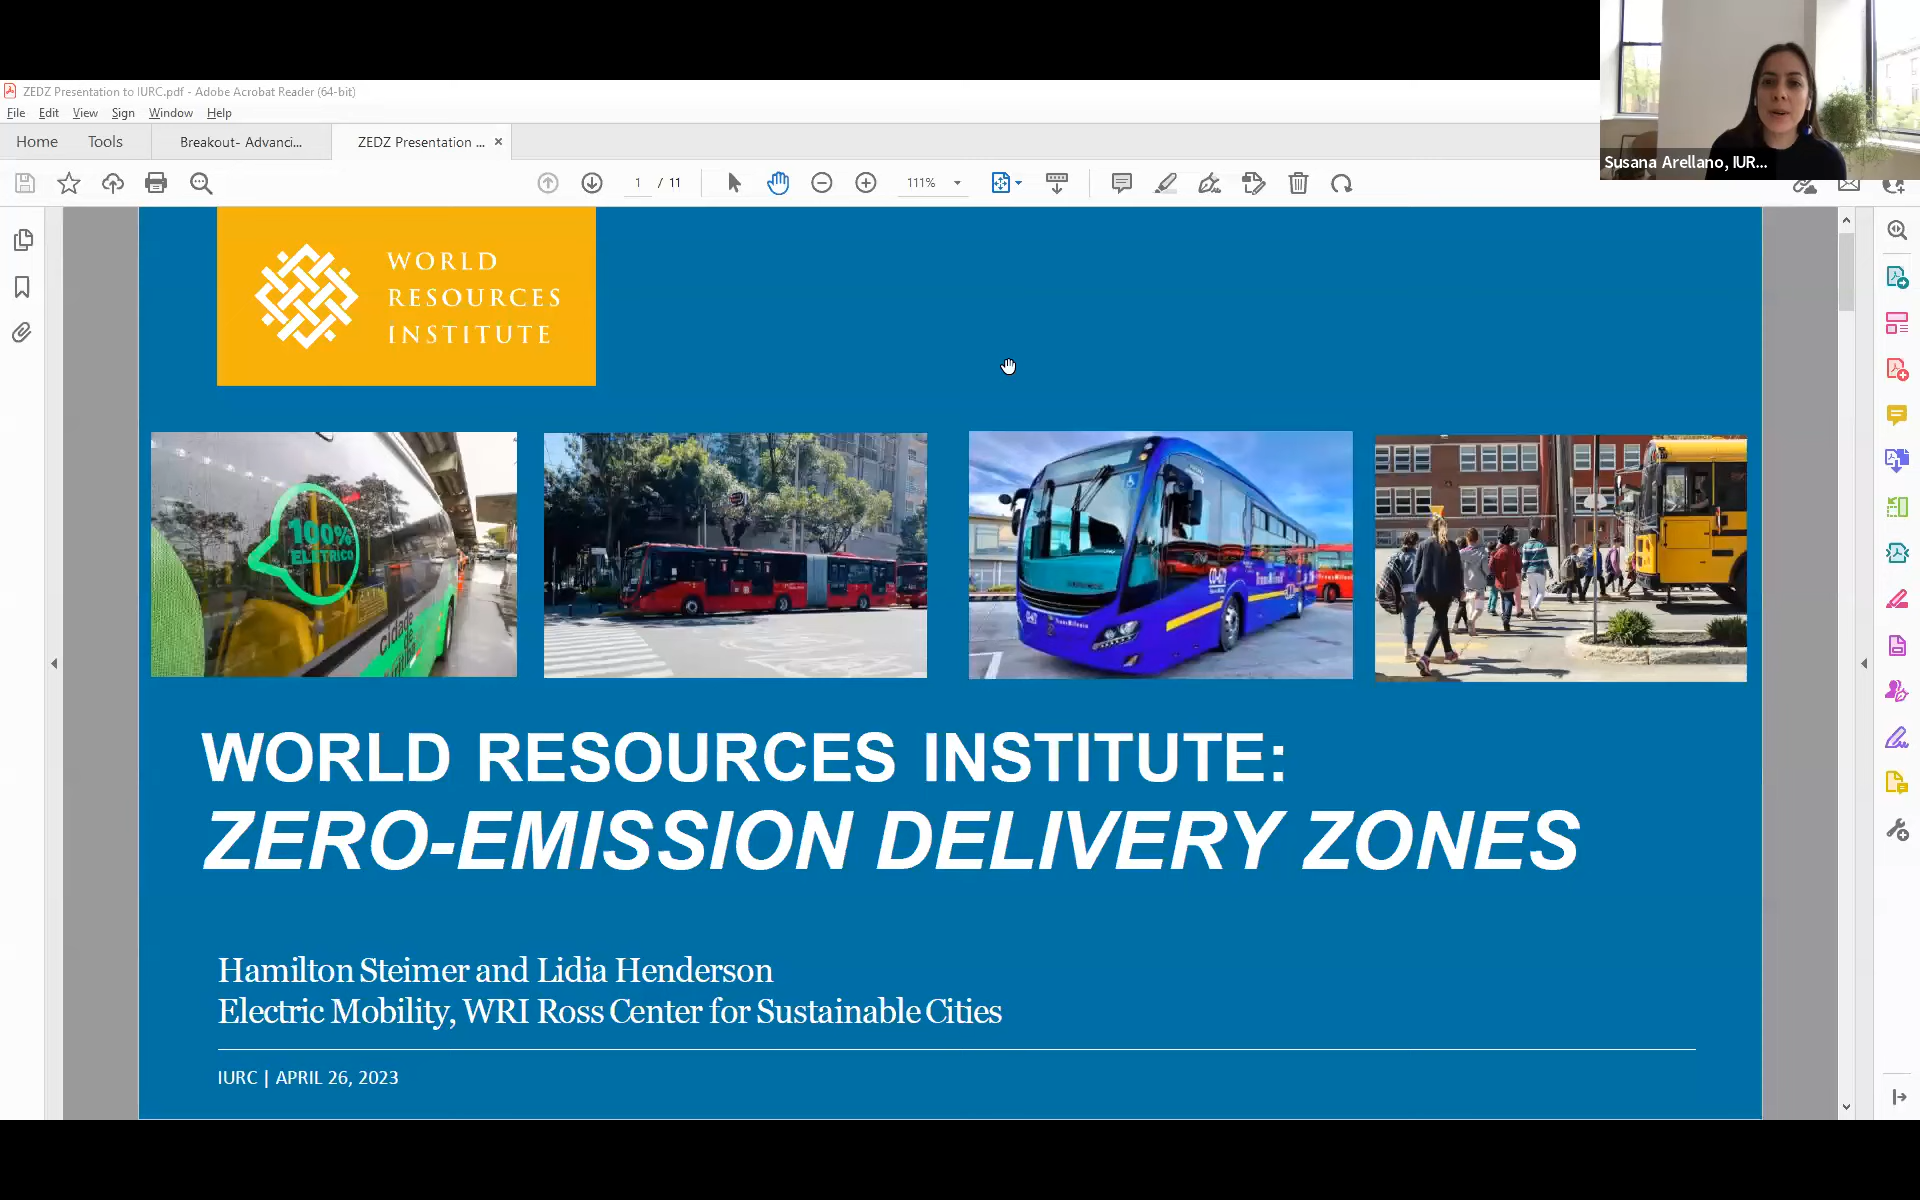 ZEDZ Presentation to IURC.pdf - Adobe Acrobat Reader (64-bit)
File Edit View Sign Window Help
Home Tools Breakout- Advanci... ZEDZ Presentation ... ×
1 / 11 111%
Susana Arellano, IUR...
WORLD
RESOURCES
INSTITUTE
100%
ELÉTRICO
cidade
TransMilenio
WORLD RESOURCES INSTITUTE:
ZERO-EMISSION DELIVERY ZONES
Hamilton Steimer and Lidia Henderson
Electric Mobility, WRI Ross Center for Sustainable Cities
IURC | APRIL 26, 2023